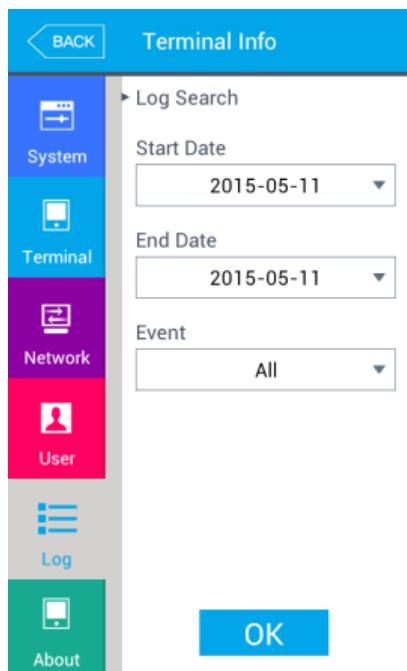 BACK
Terminal Info
System
Terminal
Network
User
Log
About
Log Search
Start Date
2015-05-11
End Date
2015-05-11
Event
All
OK